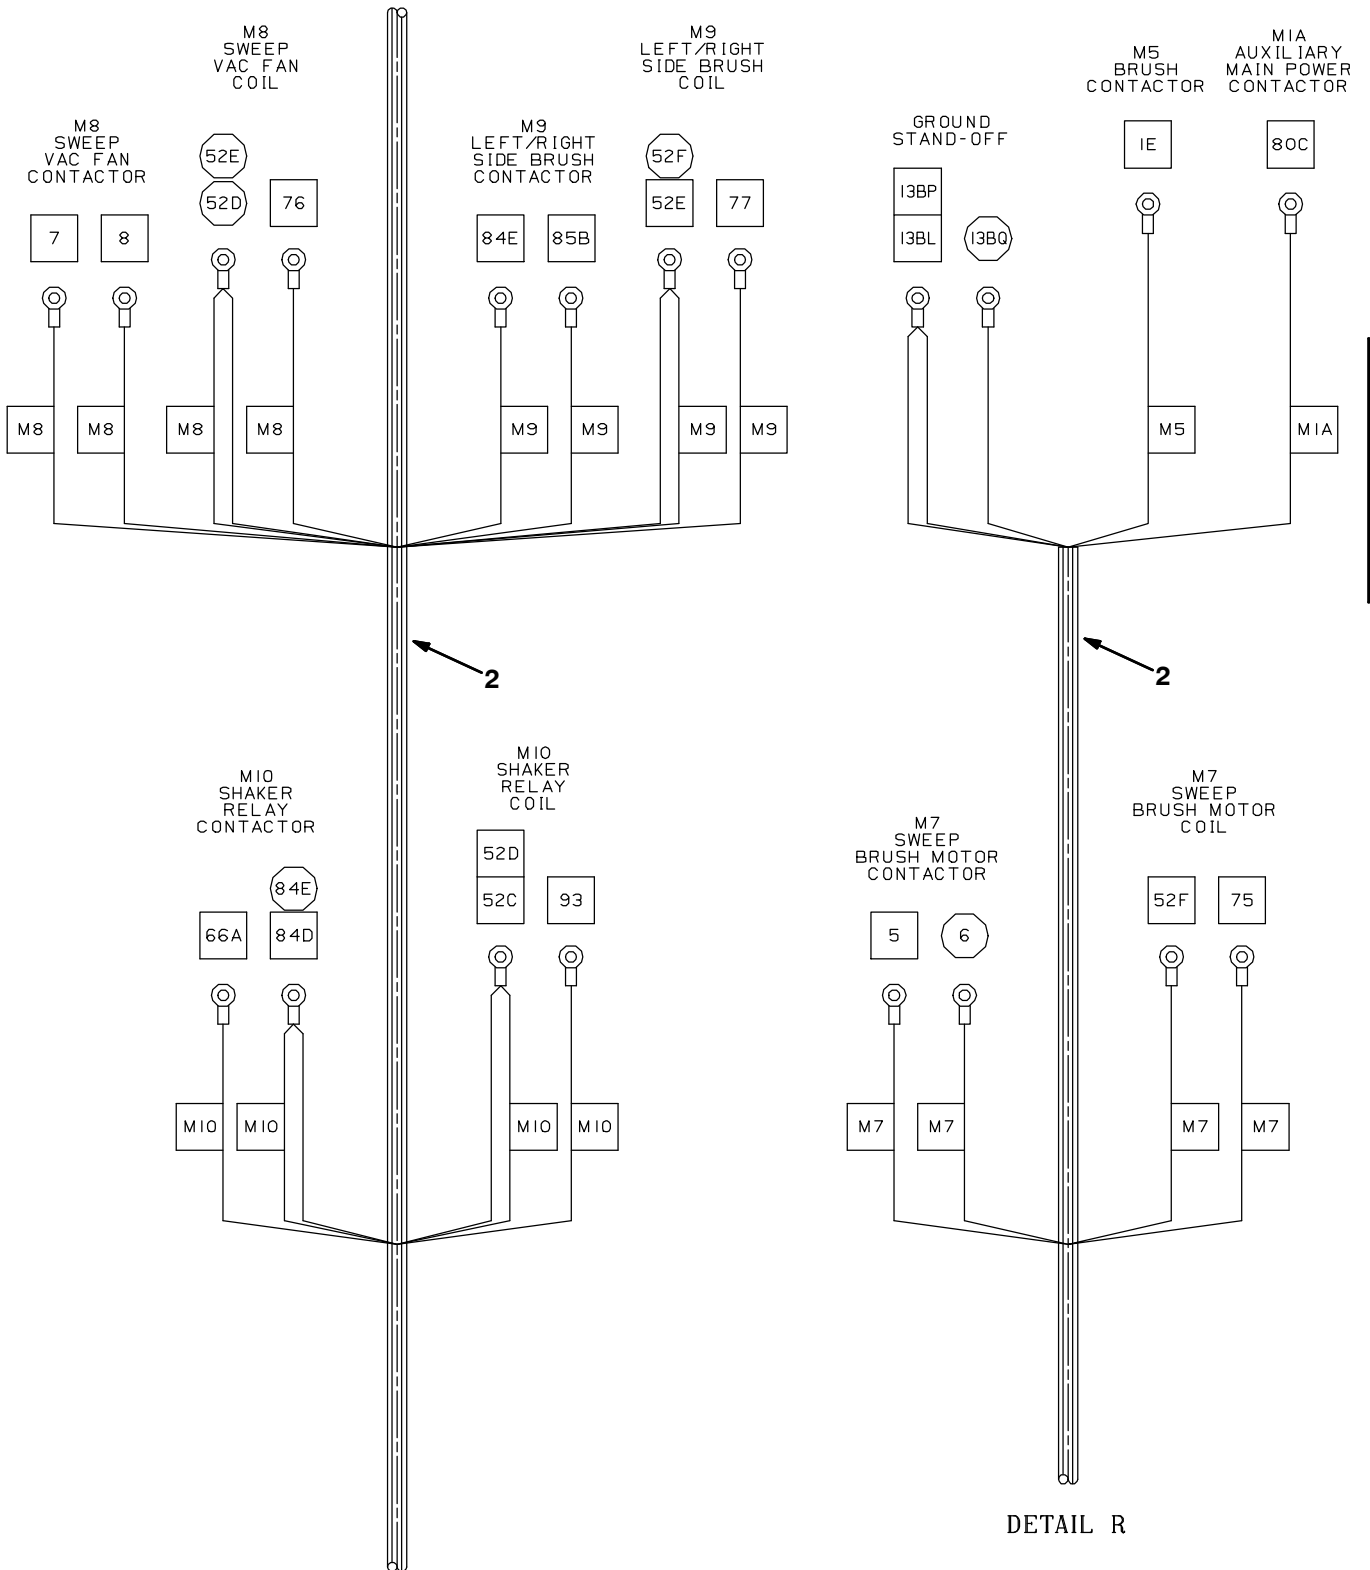 M8
SWEEP
VAC FAN
COIL
M9
LEFT/RIGHT
SIDE BRUSH
COIL
M5
BRUSH
CONTACTOR
M1A
AUXILIARY
MAIN POWER
CONTACTOR
M8
SWEEP
VAC FAN
CONTACTOR
M9
LEFT/RIGHT
SIDE BRUSH
CONTACTOR
GROUND
STAND-OFF
52E
52D
76
7
8
52F
52E
77
84E
85B
13BP
13BL
13BQ
1E
80C
M8
M8
M8
M8
M9
M9
M9
M9
M5
M1A
2
2
M10
SHAKER
RELAY
CONTACTOR
M10
SHAKER
RELAY
COIL
M7
SWEEP
BRUSH MOTOR
CONTACTOR
M7
SWEEP
BRUSH MOTOR
COIL
84E
66A
84D
52D
52C
93
5
6
52F
75
M10
M10
M10
M10
M7
M7
M7
M7
DETAIL R